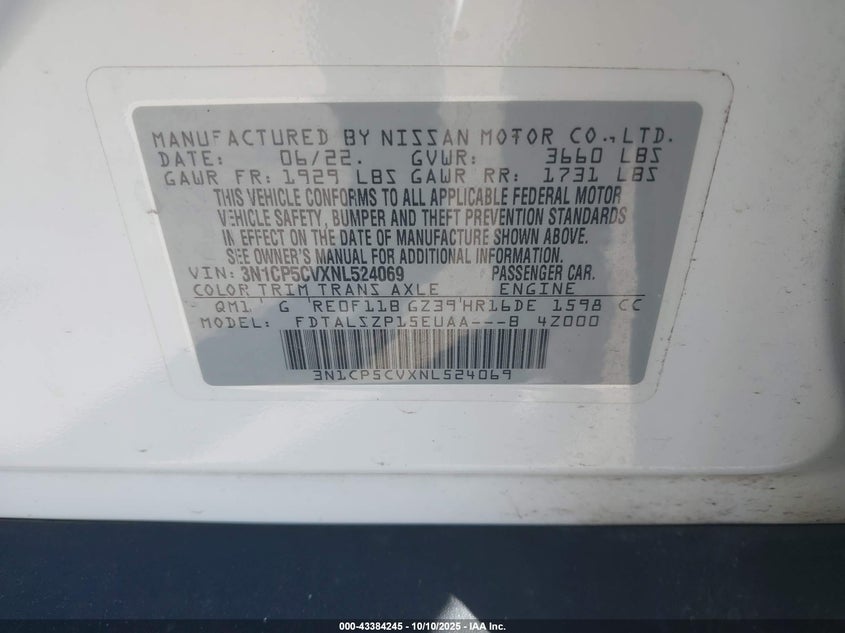 MANUFACTURED BY NISSAN MOTOR CO., LTD.
DATE: 06/22. GVWR: 3660 LBS
GAWR FR: 1929 LBS GAWR RR: 1731 LBS
THIS VEHICLE CONFORMS TO ALL APPLICABLE FEDERAL MOTOR
VEHICLE SAFETY, BUMPER AND THEFT PREVENTION STANDARDS
IN EFFECT ON THE DATE OF MANUFACTURE SHOWN ABOVE.
SEE OWNER'S MANUAL FOR ADDITIONAL INFORMATION.
VIN: 3N1CP5CVXNL524069 PASSENGER CAR.
COLOR TRIM TRANS AXLE ENGINE
QM1 G RE0F11B GZ39 HR16DE 1598 CC
MODEL: FDTALSZP15EUAA---B 4Z000
3N1CP5CVXNL524069
000-43384245 - 10/10/2025 - IAA Inc.